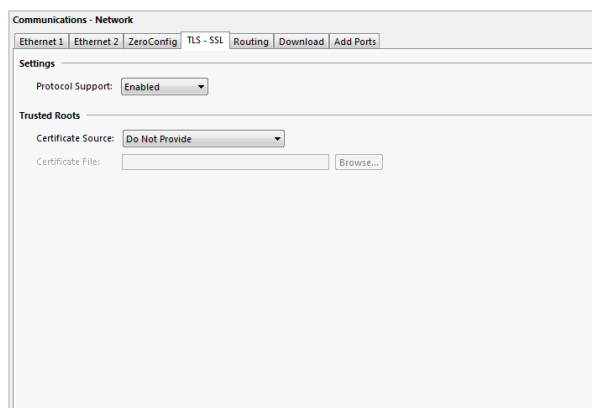 Communications - Network
Ethernet 1 Ethernet 2 ZeroConfig TLS - SSL Routing Download Add Ports
Settings
Protocol Support: Enabled
Trusted Roots
Certificate Source: Do Not Provide
Certificate File: Browse...